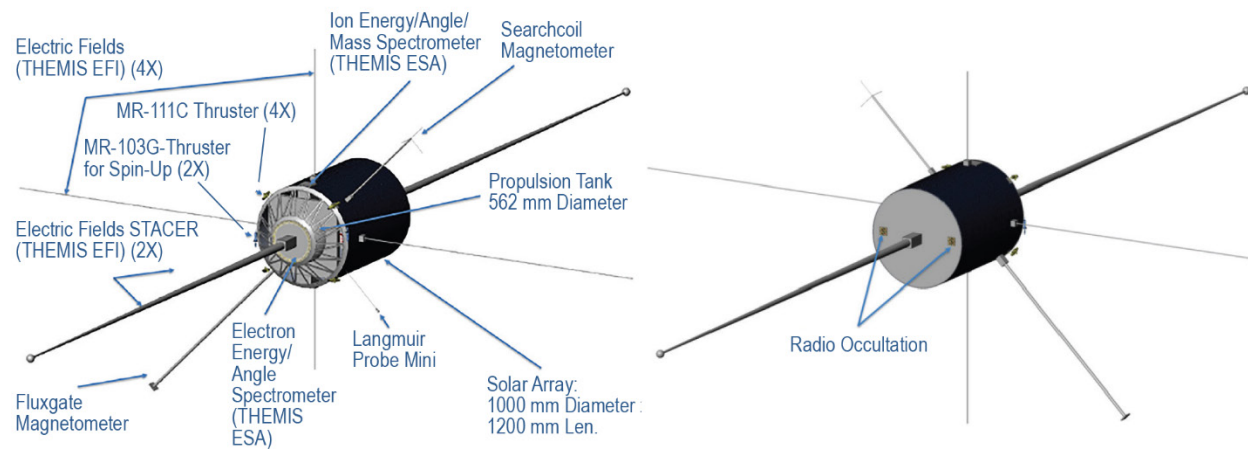 Electric Fields
(THEMIS EFI) (4X)
Ion Energy/Angle/
Mass Spectrometer
(THEMIS ESA)
Searchcoil
Magnetometer
MR-111C Thruster (4X)
MR-103G-Thruster
for Spin-Up (2X)
Propulsion Tank
562 mm Diameter
Electric Fields STACER
(THEMIS EFI) (2X)
Fluxgate
Magnetometer
Electron
Energy/
Angle
Spectrometer
(THEMIS
ESA)
Langmuir
Probe Mini
Solar Array:
1000 mm Diameter :
1200 mm Len.
Radio Occultation